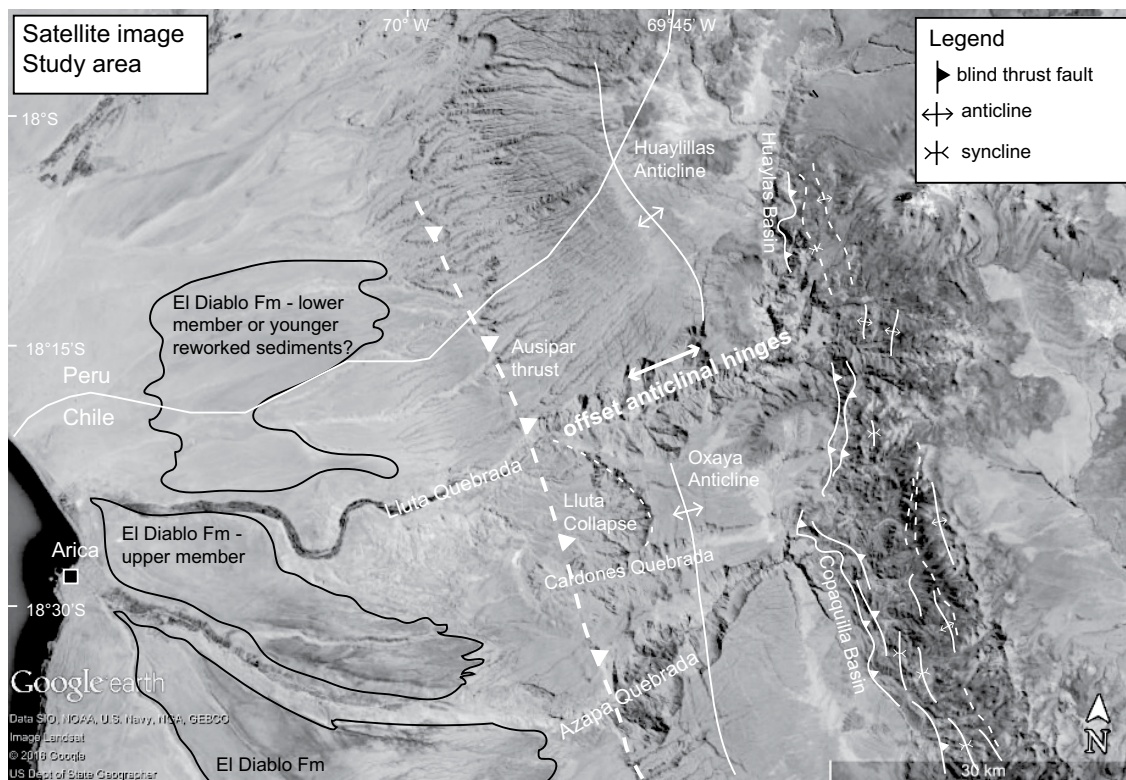 Satellite image
Study area
70° W
69°45' W
Legend
blind thrust fault
anticline
syncline
18°S
Huaylillas
Anticline
Huaylas Basin
El Diablo Fm - lower
member or younger
reworked sediments?
18°15'S
Ausipar
thrust
Peru
Chile
offset anticlinal hinges
Lluta Quebrada
Oxaya
Anticline
Lluta
Collapse
El Diablo Fm -
upper member
Arica
Cardones Quebrada
18°30'S
Copaquilla Basin
Azapa Quebrada
Google earth
Data SIO, NOAA, U.S. Navy, NGA, GEBCO
Image Landsat
© 2016 Google
US Dept of State Geographer
El Diablo Fm
N
30 km